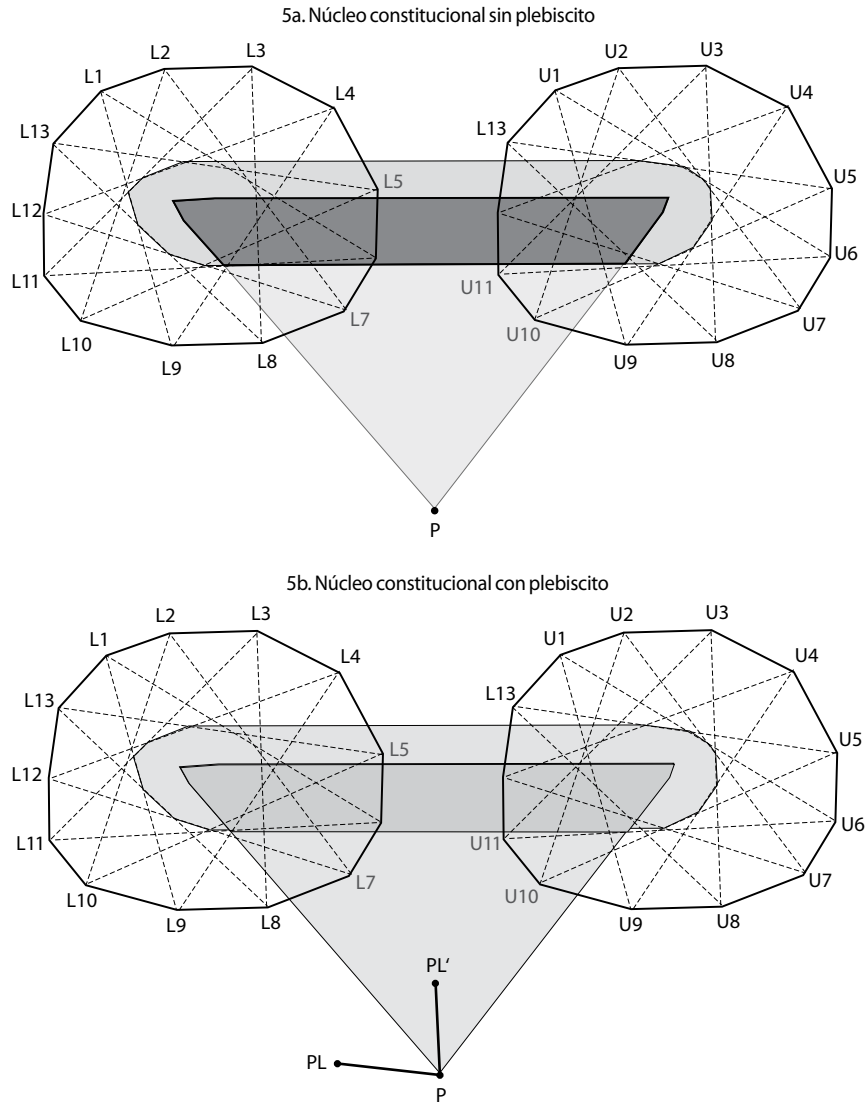 5a. Núcleo constitucional sin plebiscito
L1
L2
L3
L4
L5
L7
L8
L9
L10
L11
L12
L13
U1
U2
U3
U4
U5
U6
U7
U8
U9
U10
U11
L13
P
5b. Núcleo constitucional con plebiscito
L1
L2
L3
L4
L5
L7
L8
L9
L10
L11
L12
L13
U1
U2
U3
U4
U5
U6
U7
U8
U9
U10
U11
L13
PL′
PL
P